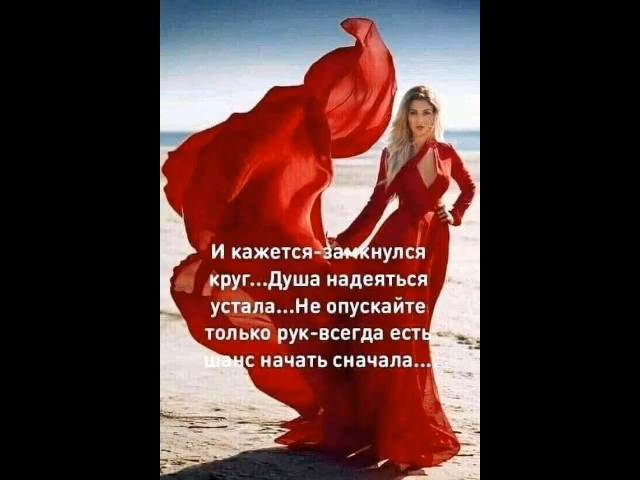 И кажется-замкнулся
круг...Душа надеяться
устала...Не опускайте
только рук-всегда есть
шанс начать сначала...